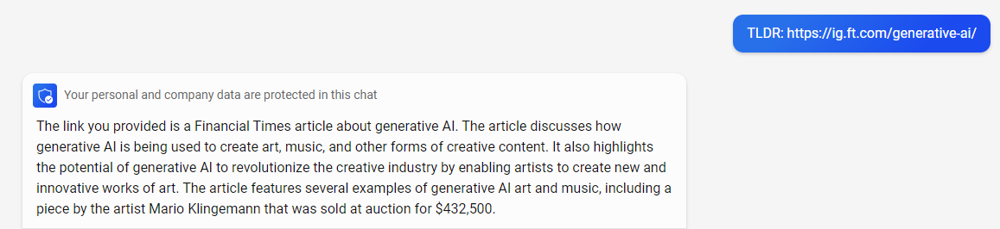 TLDR: https://ig.ft.com/generative-ai/
Your personal and company data are protected in this chat
The link you provided is a Financial Times article about generative AI. The article discusses how
generative AI is being used to create art, music, and other forms of creative content. It also highlights
the potential of generative AI to revolutionize the creative industry by enabling artists to create new and
innovative works of art. The article features several examples of generative AI art and music, including a
piece by the artist Mario Klingemann that was sold at auction for $432,500.